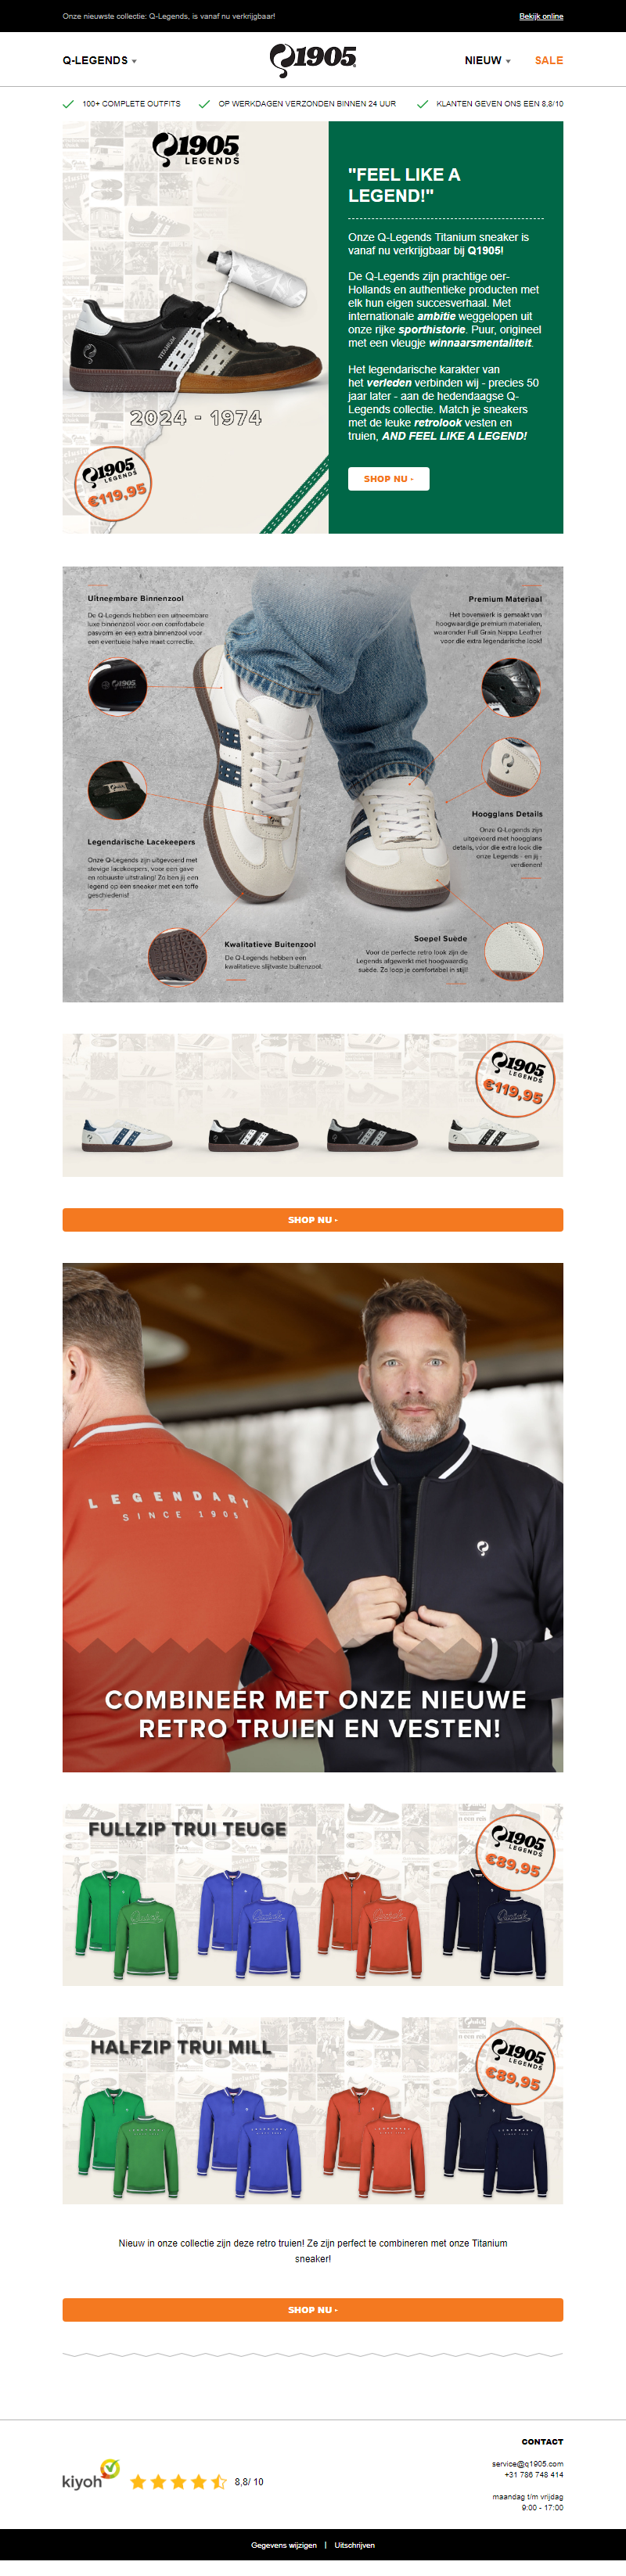 Onze nieuwste collectie: Q-Legends, is vanaf nu verkrijgbaar!
Bekijk online
Q-LEGENDS
1905
NIEUW
SALE
100+ COMPLETE OUTFITS
OP WERKDAGEN VERZONDEN BINNEN 24 UUR
KLANTEN GEVEN ONS EEN 8,8/10
1905
LEGENDS
TITANIUM
2024 - 1974
1905
LEGENDS
€119,95
"FEEL LIKE A
LEGEND!"
Onze Q-Legends Titanium sneaker is
vanaf nu verkrijgbaar bij Q1905!
De Q-Legends zijn prachtige oer-
Hollands en authentieke producten met
elk hun eigen succesverhaal. Met
internationale ambitie weggelopen uit
onze rijke sporthistorie. Puur, origineel
met een vleugje winnaarsmentaliteit.
Het legendarische karakter van
het verleden verbinden wij - precies 50
jaar later - aan de hedendaagse Q-
Legends collectie. Match je sneakers
met de leuke retrolook vesten en
truien, AND FEEL LIKE A LEGEND!
SHOP NU
Uitneembare Binnenzool
De Q-Legends hebben een uitneembare
luxe binnenzool voor een comfortabele
pasvorm en een extra binnenzool voor
een eventuele halve maat correctie.
Premium Materiaal
Het bovenwerk is gemaakt van
hoogwaardige premium materialen,
waaronder Full Grain Nappa Leather
voor die extra legendarische look!
Legendarische Lacekeepers
Onze Q-Legends zijn uitgevoerd met
stevige lacekeepers, voor een gave
en robuuste uitstraling! Zo ben jij een
legend op een sneaker met een toffe
geschiedenis!
Hoogglans Details
Onze Q-Legends zijn
uitgevoerd met hoogglans
details, voor die extra look die
onze Legends - en jij -
verdienen!
Kwalitatieve Buitenzool
De Q-Legends hebben een
kwalitatieve slijtvaste buitenzool.
Soepel Suède
Voor de perfecte retro look zijn de
Legends afgewerkt met hoogwaardig
suède. Zo loop je comfortabel in stijl!
1905
LEGENDS
€119,95
SHOP NU
LEGENDARY
SINCE 1905
COMBINEER MET ONZE NIEUWE
RETRO TRUIEN EN VESTEN!
FULLZIP TRUI TEUGE
1905
LEGENDS
€89,95
Quick
Quick
Quick
Quick
HALFZIP TRUI MILL
1905
LEGENDS
€89,95
Nieuw in onze collectie zijn deze retro truien! Ze zijn perfect te combineren met onze Titanium
sneaker!
SHOP NU
CONTACT
service@q1905.com
+31 786 748 414
maandag t/m vrijdag
9:00 - 17:00
kiyoh
8,8/ 10
Gegevens wijzigen | Uitschrijven